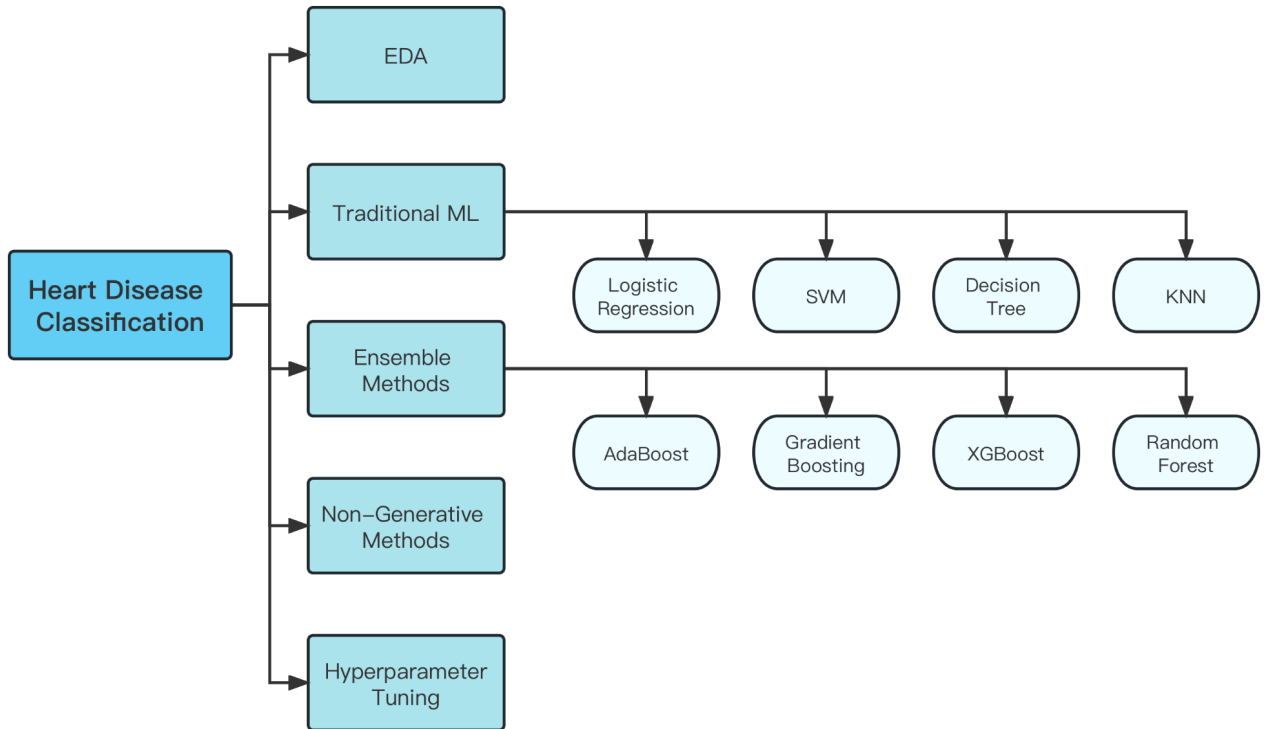 EDA
Traditional ML
Heart Disease
Classification
Logistic
Regression
SVM
Decision
Tree
KNN
Ensemble
Methods
AdaBoost
Gradient
Boosting
XGBoost
Random
Forest
Non-Generative
Methods
Hyperparameter
Tuning